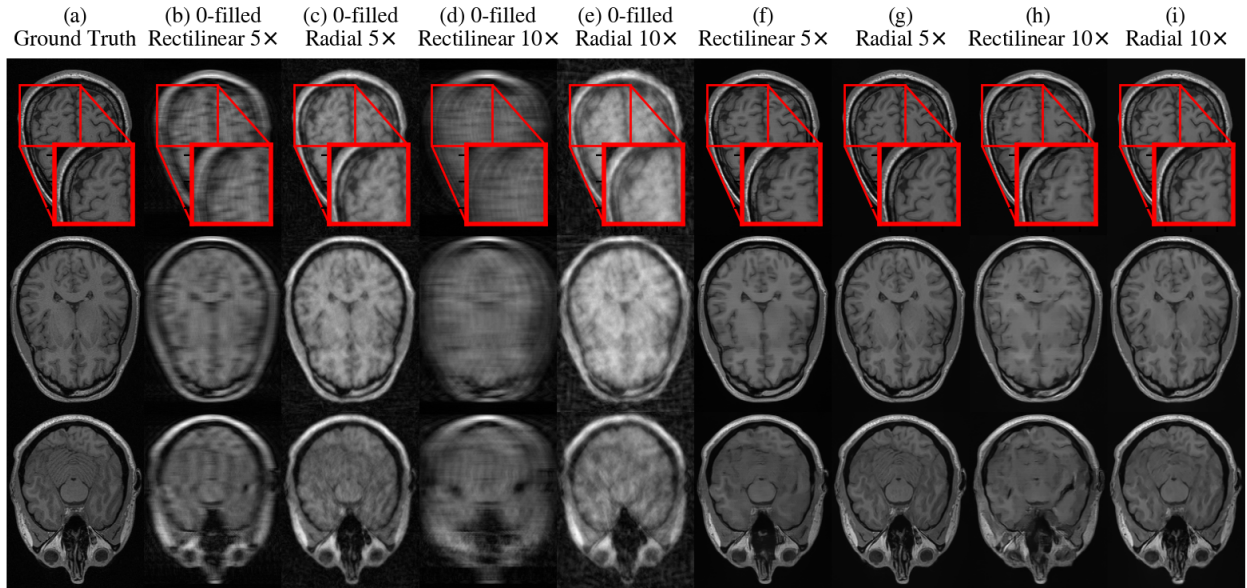 (a)
Ground Truth
(b) 0-filled
Rectilinear 5×
(c) 0-filled
Radial 5×
(d) 0-filled
Rectilinear 10×
(e) 0-filled
Radial 10×
(f)
Rectilinear 5×
(g)
Radial 5×
(h)
Rectilinear 10×
(i)
Radial 10×